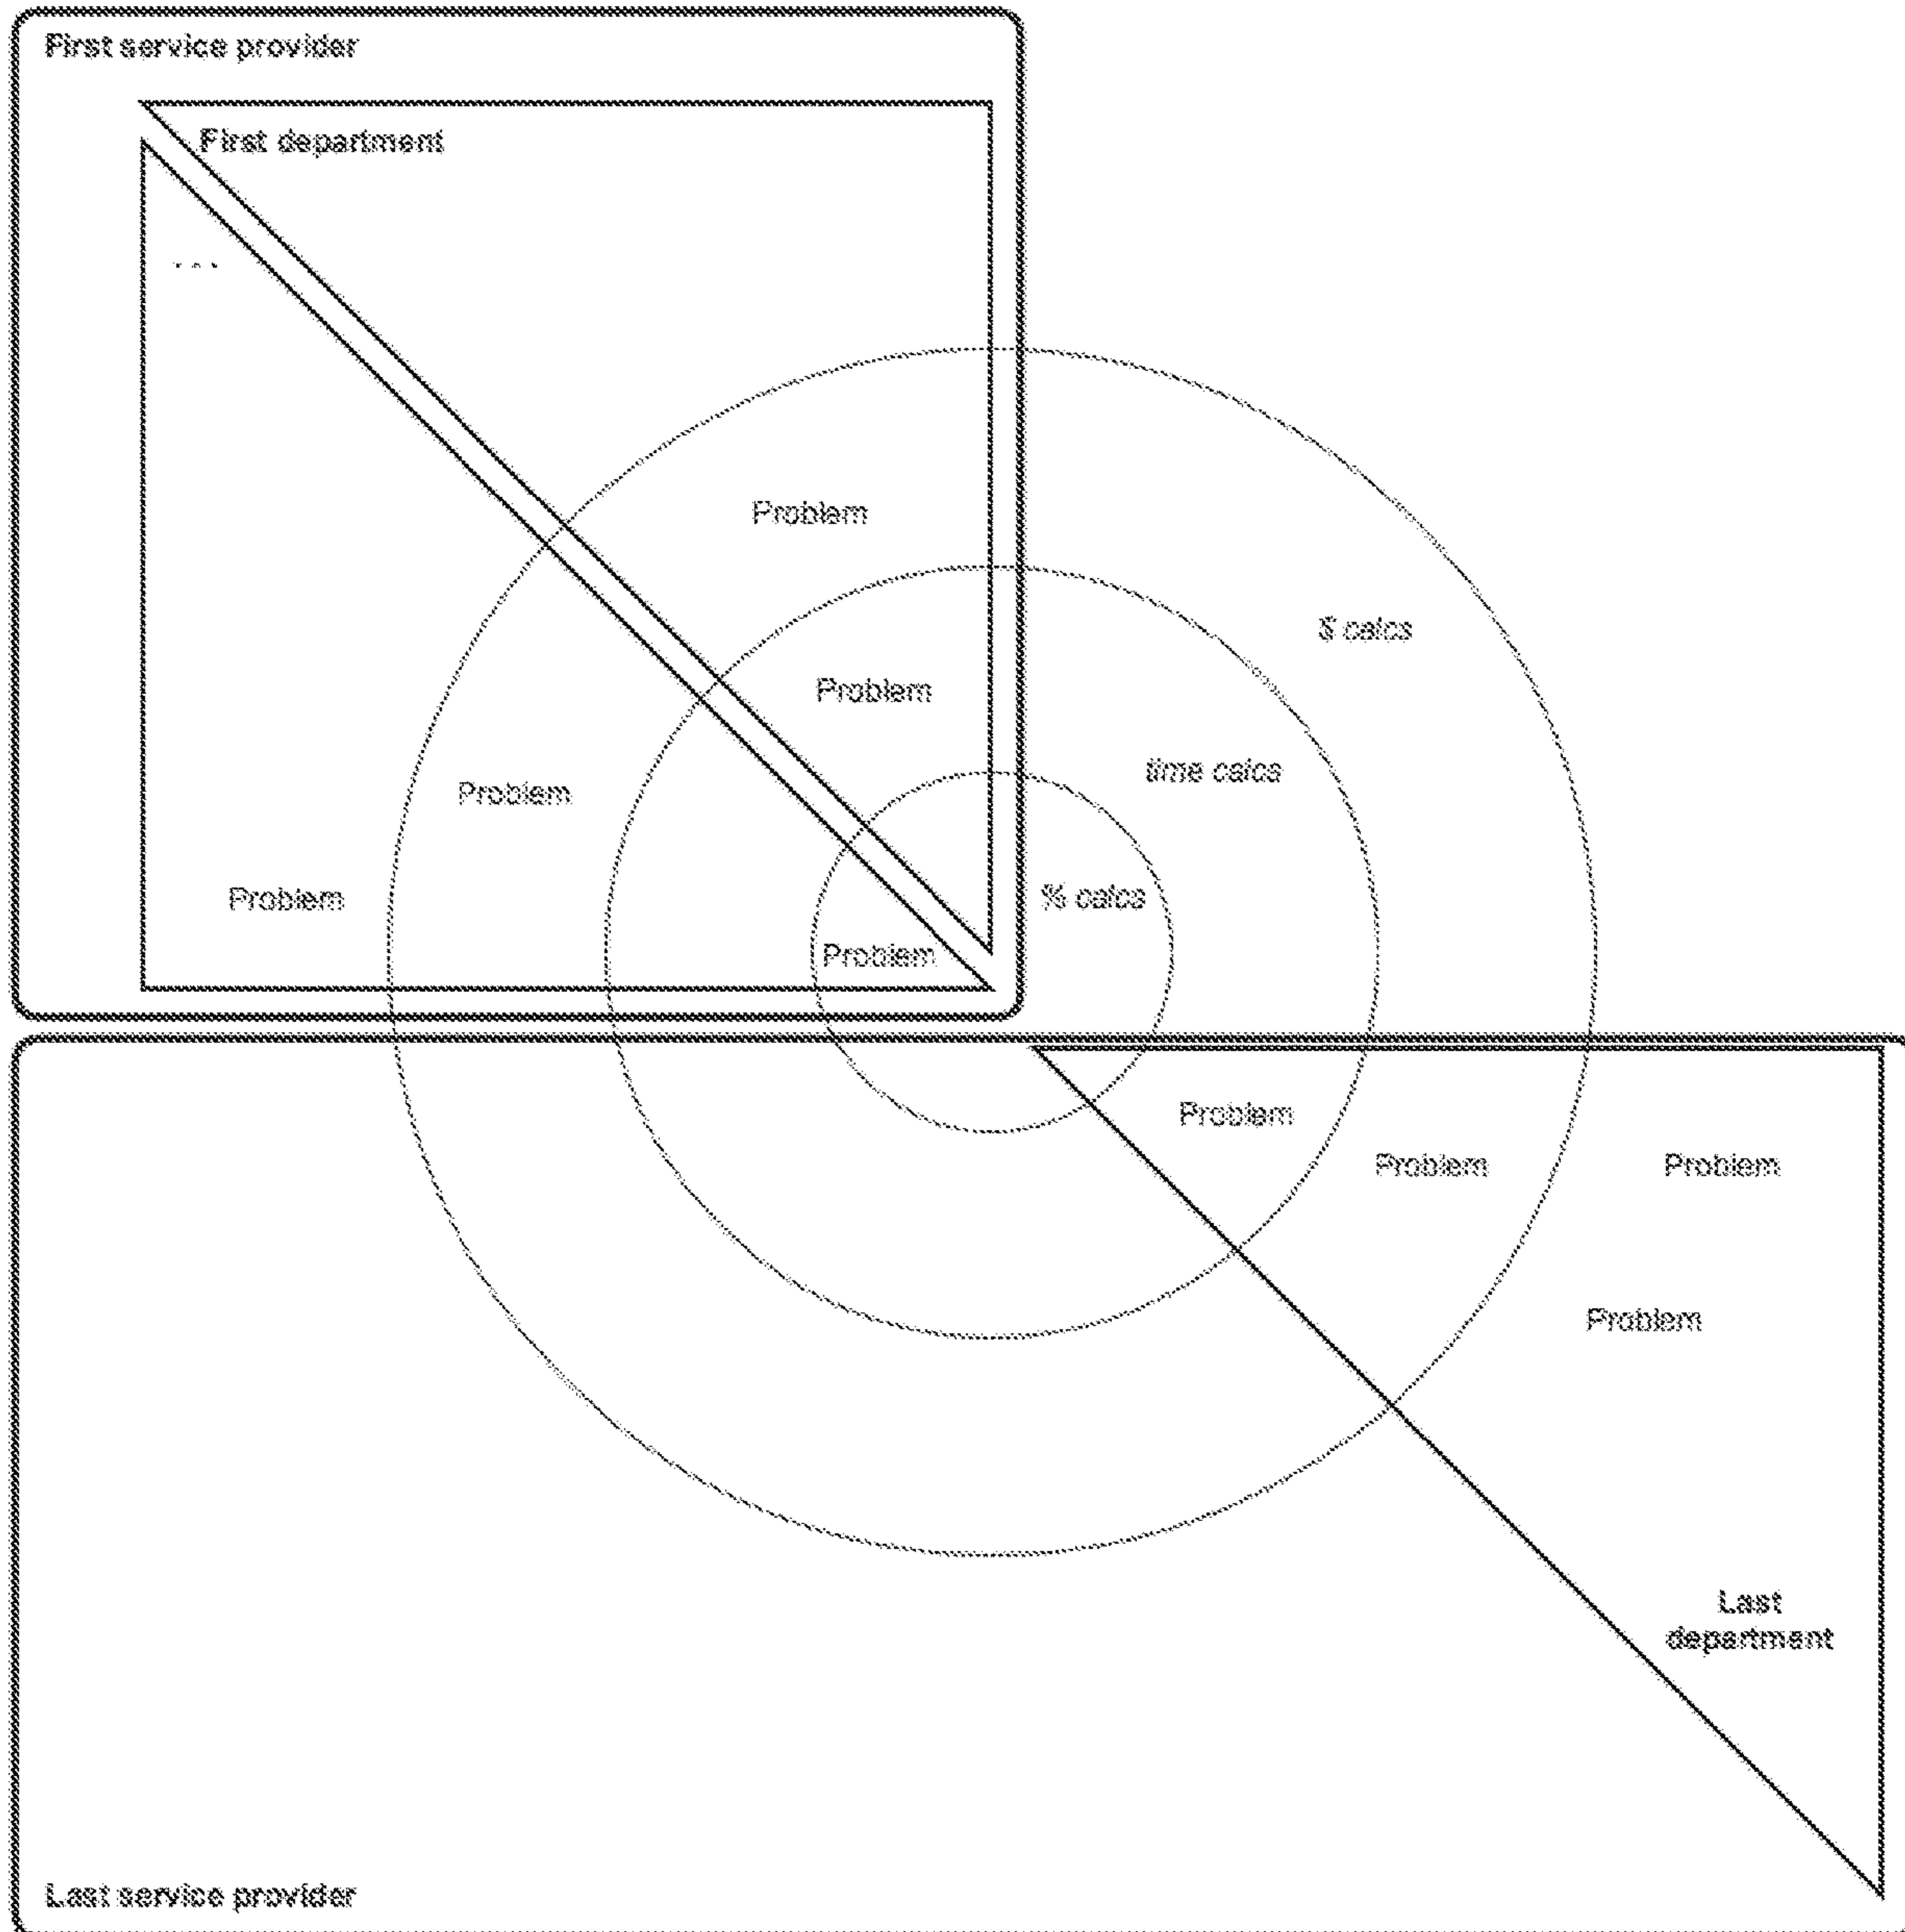 First service provider
First department
...
Problem
$ calcs
Problem
time calcs
Problem
Problem
% calcs
Problem
Problem
Problem
Problem
Problem
Last
department
Last service provider